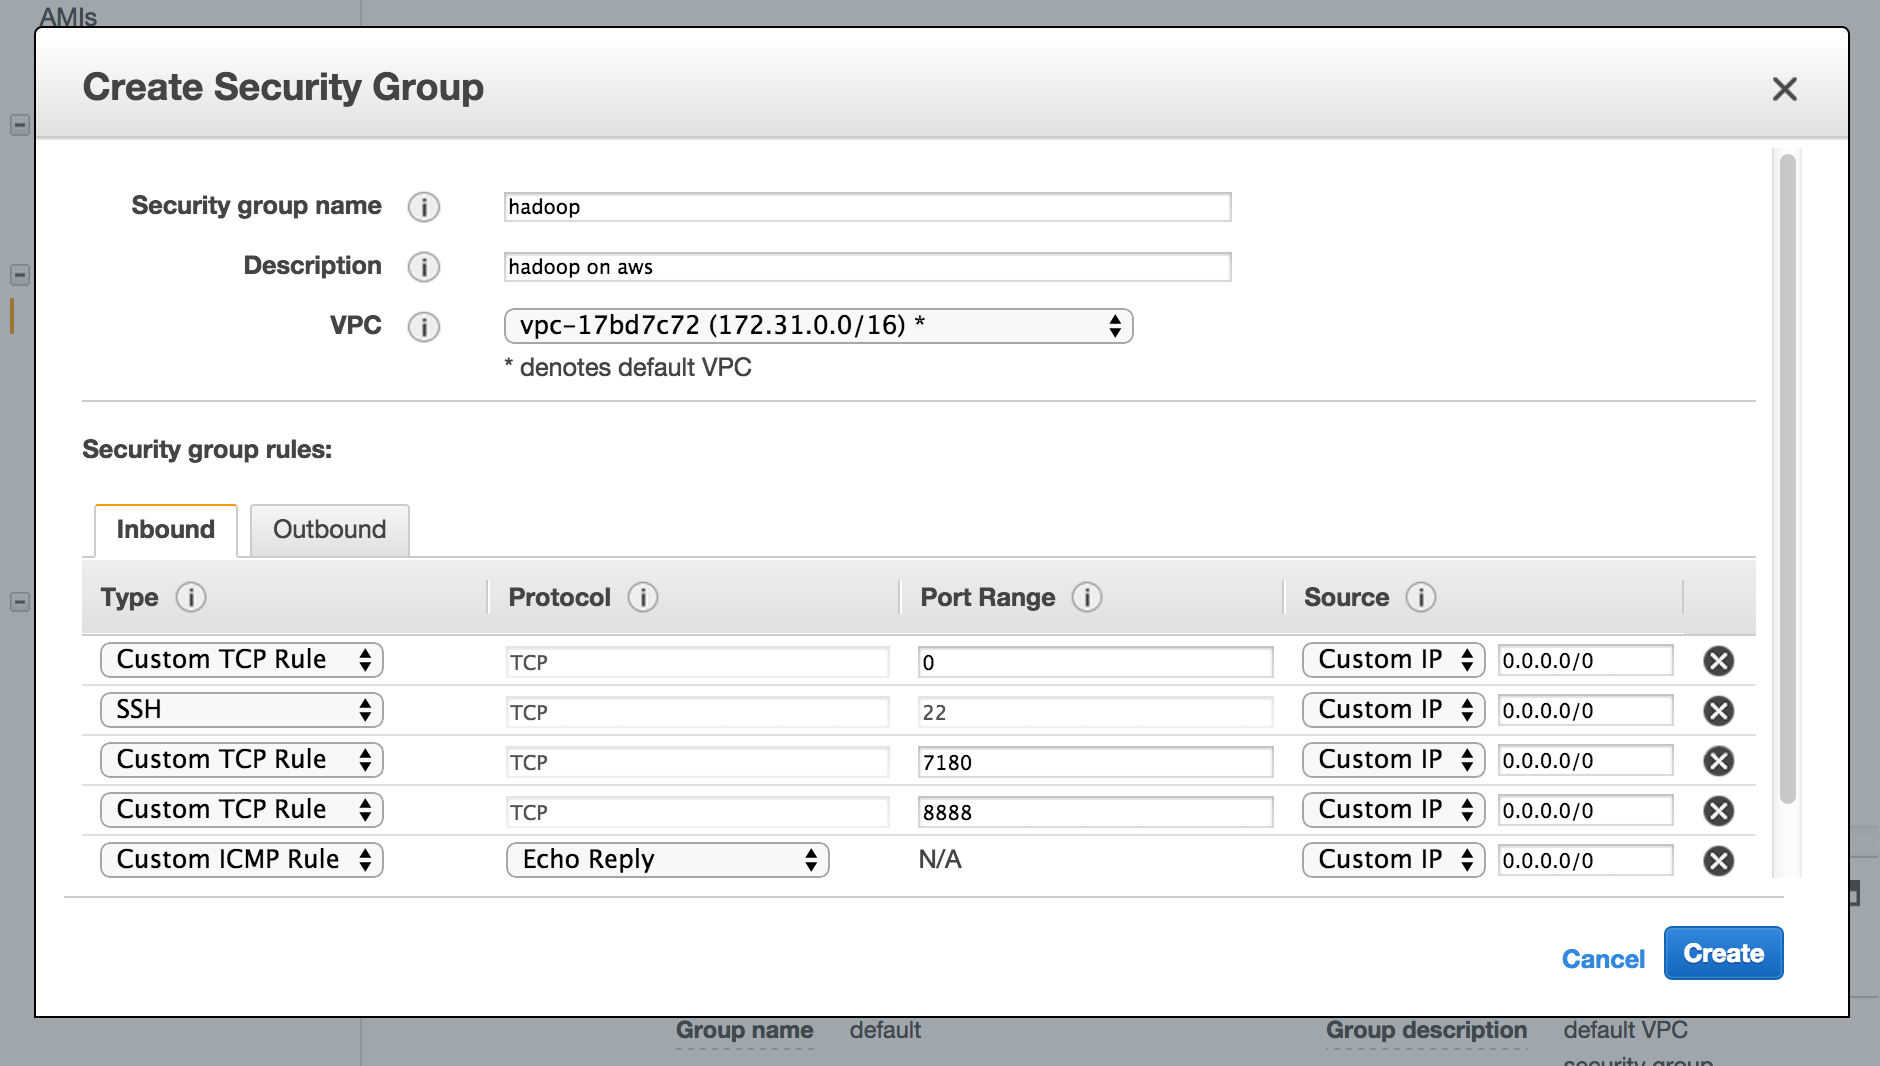 AMIs
Create Security Group
Security group name i hadoop
Description i hadoop on aws
VPC i vpc-17bd7c72 (172.31.0.0/16) *
* denotes default VPC
Security group rules:
Inbound Outbound
Type i Protocol i Port Range i Source i
Custom TCP Rule TCP 0 Custom IP 0.0.0.0/0
SSH TCP 22 Custom IP 0.0.0.0/0
Custom TCP Rule TCP 7180 Custom IP 0.0.0.0/0
Custom TCP Rule TCP 8888 Custom IP 0.0.0.0/0
Custom ICMP Rule Echo Reply N/A Custom IP 0.0.0.0/0
Cancel Create
Group name default Group description default VPC
security group